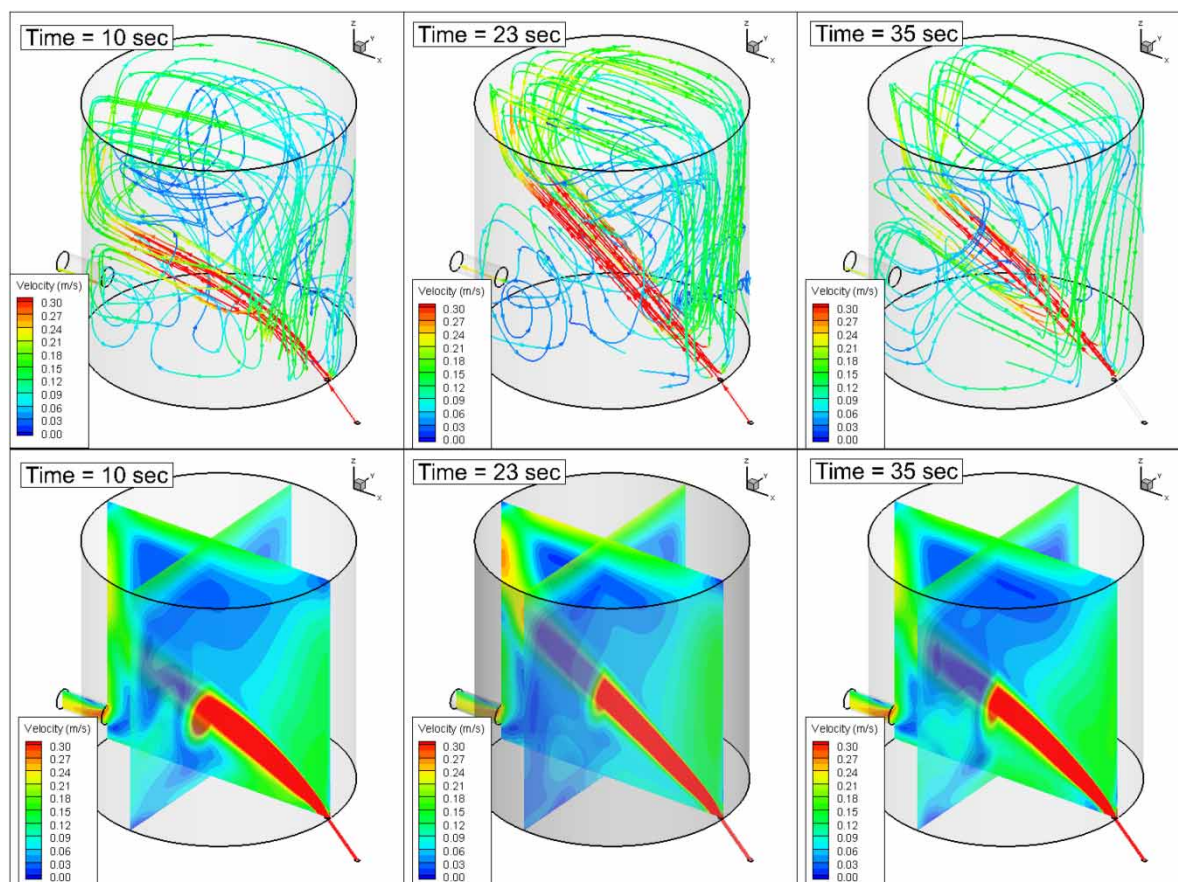 Time = 10 sec
Z
Y
X
Velocity (m/s)
0.30
0.27
0.24
0.21
0.18
0.15
0.12
0.09
0.06
0.03
0.00
Time = 23 sec
Z
Y
X
Velocity (m/s)
0.30
0.27
0.24
0.21
0.18
0.15
0.12
0.09
0.06
0.03
0.00
Time = 35 sec
Z
Y
X
Velocity (m/s)
0.30
0.27
0.24
0.21
0.18
0.15
0.12
0.09
0.06
0.03
0.00
Time = 10 sec
Z
Y
X
Velocity (m/s)
0.30
0.27
0.24
0.21
0.18
0.15
0.12
0.09
0.06
0.03
0.00
Time = 23 sec
Z
Y
X
Velocity (m/s)
0.30
0.27
0.24
0.21
0.18
0.15
0.12
0.09
0.06
0.03
0.00
Time = 35 sec
Z
Y
X
Velocity (m/s)
0.30
0.27
0.24
0.21
0.18
0.15
0.12
0.09
0.06
0.03
0.00